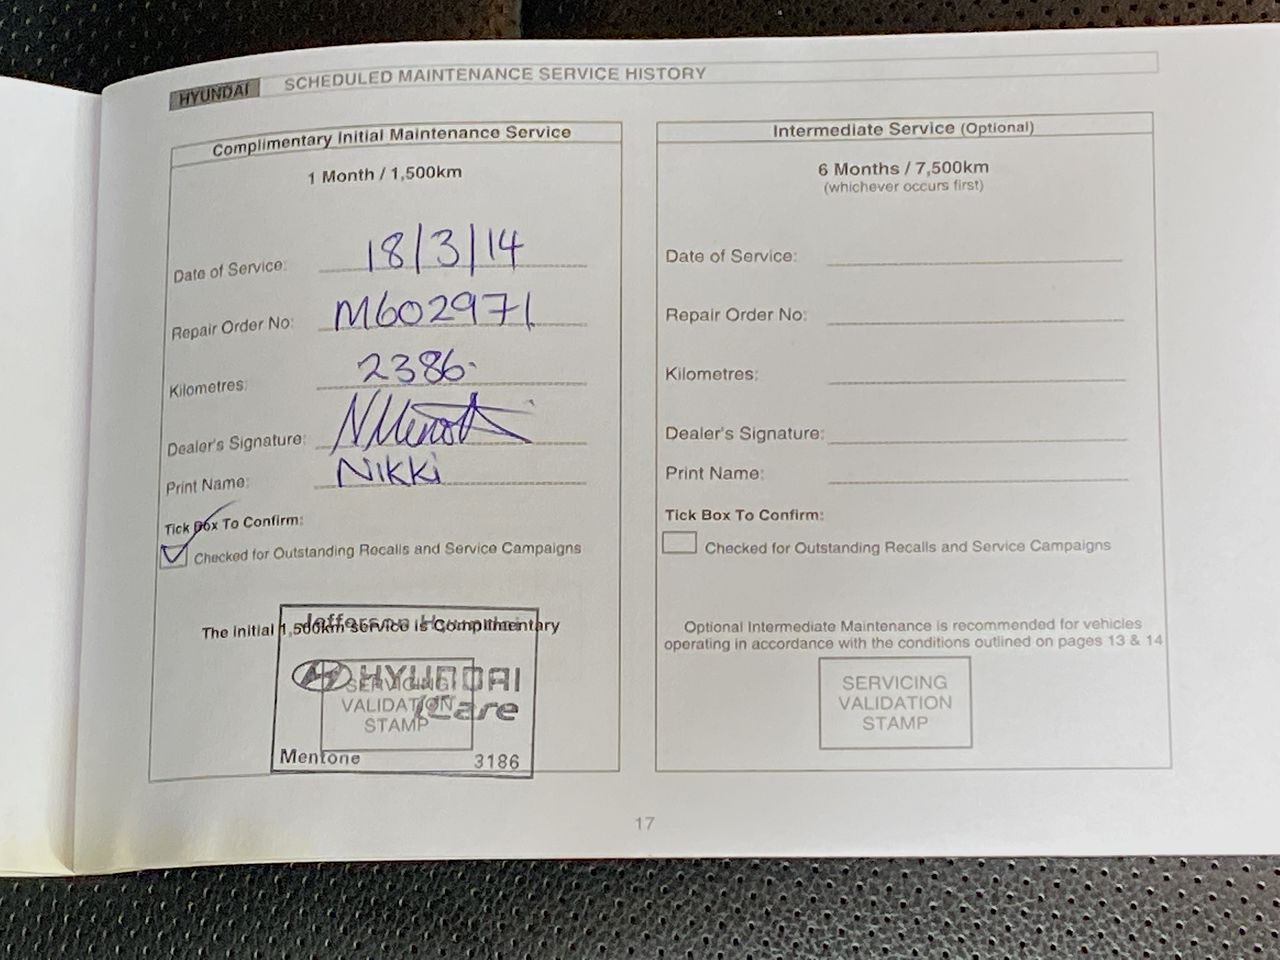 HYUNDAI SCHEDULED MAINTENANCE SERVICE HISTORY
Complimentary Initial Maintenance Service
1 Month / 1,500km
Date of Service: 18/3/14
Repair Order No: M602971
Kilometres: 2386.
Dealer's Signature:
Print Name: Nikki
Tick Box To Confirm:
Checked for Outstanding Recalls and Service Campaigns
The initial 1,500km service is Complimentary
Jefferson
HYUNDAI
iCare
Mentone 3186
SERVICING
VALIDATION
STAMP
Intermediate Service (Optional)
6 Months / 7,500km
(whichever occurs first)
Date of Service:
Repair Order No:
Kilometres:
Dealer's Signature:
Print Name:
Tick Box To Confirm:
Checked for Outstanding Recalls and Service Campaigns
Optional Intermediate Maintenance is recommended for vehicles
operating in accordance with the conditions outlined on pages 13 & 14
SERVICING
VALIDATION
STAMP
17